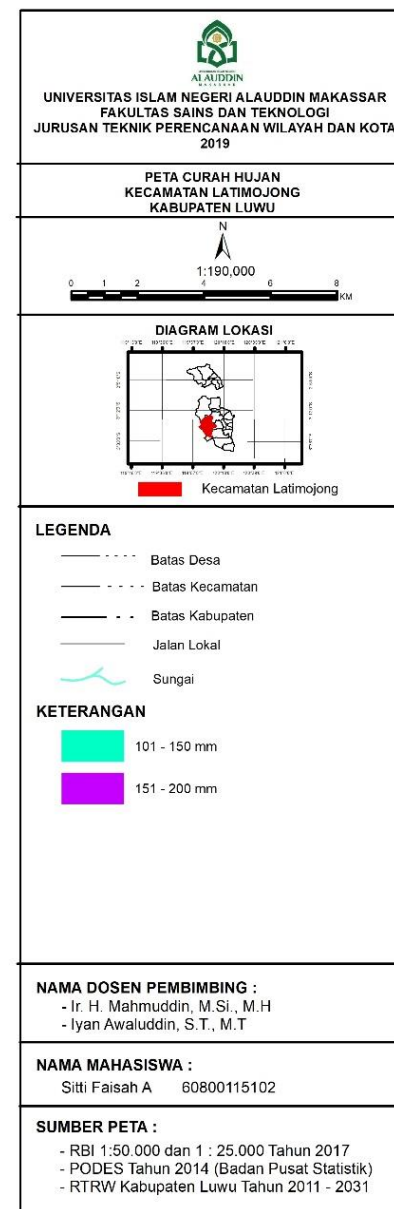 ALAUDDIN
MAKASSAR
UNIVERSITAS ISLAM NEGERI ALAUDDIN MAKASSAR
FAKULTAS SAINS DAN TEKNOLOGI
JURUSAN TEKNIK PERENCANAAN WILAYAH DAN KOTA
2019
PETA CURAH HUJAN
KECAMATAN LATIMOJONG
KABUPATEN LUWU
N
1:190,000
0 1 2 4 6 8
KM
DIAGRAM LOKASI
Kecamatan Latimojong
LEGENDA
Batas Desa
Batas Kecamatan
Batas Kabupaten
Jalan Lokal
Sungai
KETERANGAN
101 - 150 mm
151 - 200 mm
NAMA DOSEN PEMBIMBING :
- Ir. H. Mahmuddin, M.Si., M.H
- Iyan Awaluddin, S.T., M.T
NAMA MAHASISWA :
Sitti Faisah A 60800115102
SUMBER PETA :
- RBI 1:50.000 dan 1 : 25.000 Tahun 2017
- PODES Tahun 2014 (Badan Pusat Statistik)
- RTRW Kabupaten Luwu Tahun 2011 - 2031